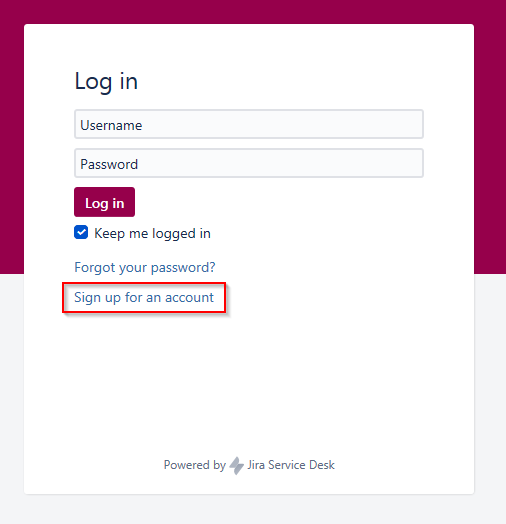 Log in
Username
Password
Log in
Keep me logged in
Forgot your password?
Sign up for an account
Powered by Jira Service Desk